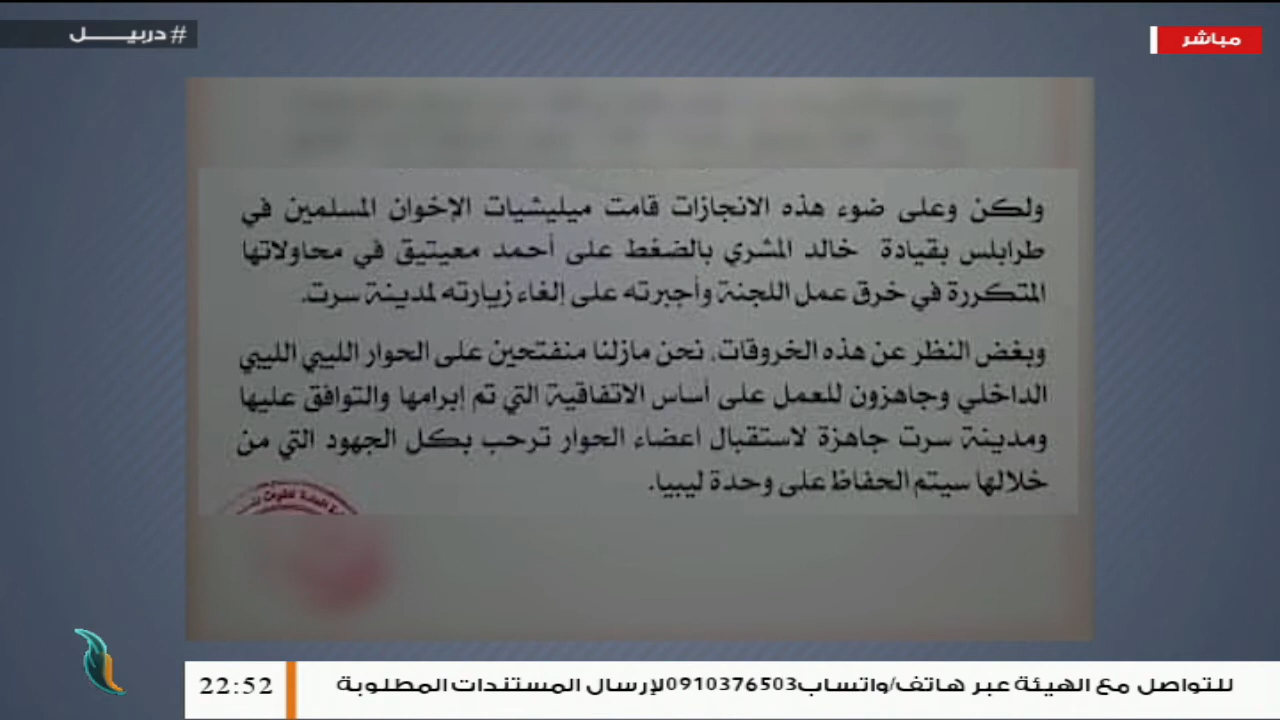 #دربيل
مباشر
ولكن وعلى ضوء هذه الانجازات قامت ميليشيات الإخوان المسلمين في
طرابلس بقيادة خالد المشري بالضغط على أحمد معيتيق في محاولاتها
المتكررة في خرق عمل اللجنة وأجبرته على إلغاء زيارته لمدينة سرت.
وبغض النظر عن هذه الخروقات، نحن مازلنا منفتحين على الحوار الليبي الليبي
الداخلي وجاهزون للعمل على أساس الاتفاقية التي تم إبرامها والتوافق عليها
ومدينة سرت جاهزة لاستقبال اعضاء الحوار ترحب بكل الجهود التي من
خلالها سيتم الحفاظ على وحدة ليبيا.
للتواصل مع الهيئة عبر هاتف/واتساب0910376503لإرسال المستندات المطلوبة
22:52